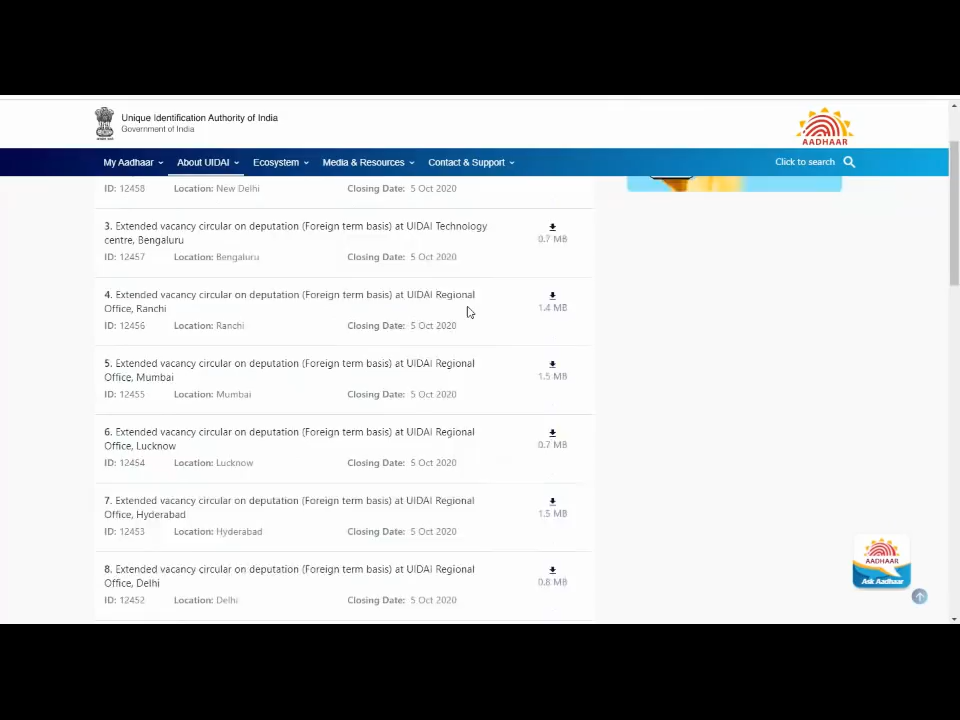 Unique Identification Authority of India
Government of India
AADHAAR
My Aadhaar About UIDAI Ecosystem Media & Resources Contact & Support Click to search
ID: 12458 Location: New Delhi Closing Date: 5 Oct 2020
3. Extended vacancy circular on deputation (Foreign term basis) at UIDAI Technology
centre, Bengaluru
0.7 MB
ID: 12457 Location: Bengaluru Closing Date: 5 Oct 2020
4. Extended vacancy circular on deputation (Foreign term basis) at UIDAI Regional
Office, Ranchi
1.4 MB
ID: 12456 Location: Ranchi Closing Date: 5 Oct 2020
5. Extended vacancy circular on deputation (Foreign term basis) at UIDAI Regional
Office, Mumbai
1.5 MB
ID: 12455 Location: Mumbai Closing Date: 5 Oct 2020
6. Extended vacancy circular on deputation (Foreign term basis) at UIDAI Regional
Office, Lucknow
0.7 MB
ID: 12454 Location: Lucknow Closing Date: 5 Oct 2020
7. Extended vacancy circular on deputation (Foreign term basis) at UIDAI Regional
Office, Hyderabad
1.5 MB
ID: 12453 Location: Hyderabad Closing Date: 5 Oct 2020
8. Extended vacancy circular on deputation (Foreign term basis) at UIDAI Regional
Office, Delhi
0.8 MB
ID: 12452 Location: Delhi Closing Date: 5 Oct 2020
AADHAAR
Ask Aadhaar